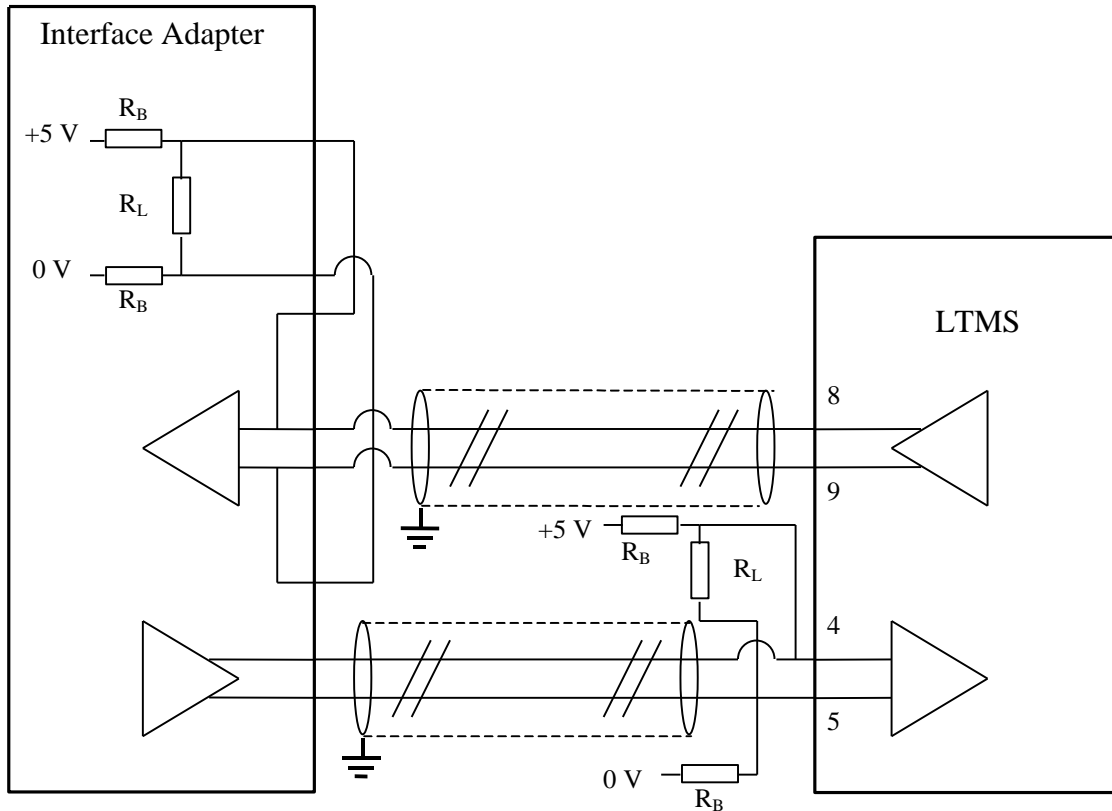 Interface Adapter
R_B
+5 V
R_L
0 V
R_B
LTMS
8
9
+5 V
R_B
R_L
4
5
0 V
R_B